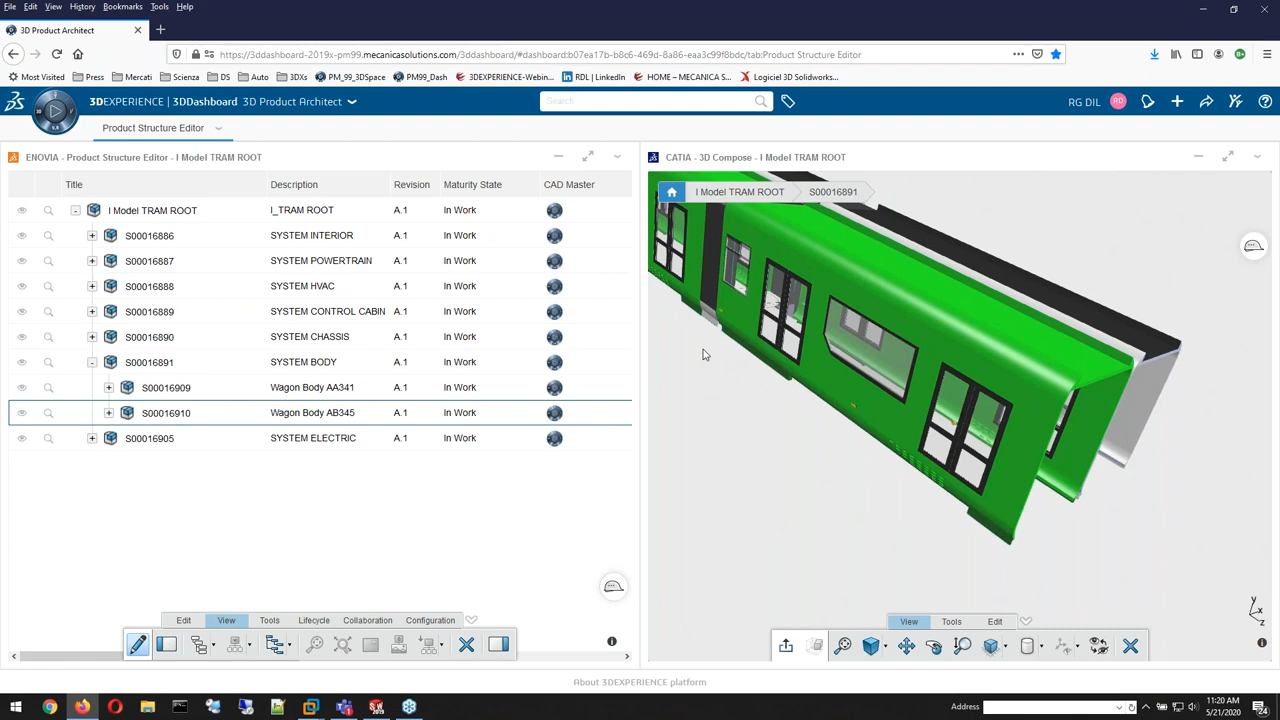 File Edit View History Bookmarks Tools Help
3D Product Architect
https://3ddashboard-2019x-pm99.mecanicasolutions.com/3ddashboard/#dashboard:b07ea17b-b8c6-469d-8a86-eaa3c99f8bdc/tab:Product Structure Editor
Most Visited Press Mercati Scienza DS Auto 3DXs PM_99_3DSpace PM99_Dash 3DEXPERIENCE-Webin... RDL | LinkedIn HOME – MECANICA S... Logiciel 3D Solidworks...
3DEXPERIENCE | 3DDashboard 3D Product Architect Search RG DIL RD
Product Structure Editor
ENOVIA - Product Structure Editor - I Model TRAM ROOT
Title Description Revision Maturity State CAD Master
I Model TRAM ROOT I_TRAM ROOT A.1 In Work
S00016886 SYSTEM INTERIOR A.1 In Work
S00016887 SYSTEM POWERTRAIN A.1 In Work
S00016888 SYSTEM HVAC A.1 In Work
S00016889 SYSTEM CONTROL CABIN A.1 In Work
S00016890 SYSTEM CHASSIS A.1 In Work
S00016891 SYSTEM BODY A.1 In Work
S00016909 Wagon Body AA341 A.1 In Work
S00016910 Wagon Body AB345 A.1 In Work
S00016905 SYSTEM ELECTRIC A.1 In Work
Edit View Tools Lifecycle Collaboration Configuration
CATIA - 3D Compose - I Model TRAM ROOT
I Model TRAM ROOT S00016891
y
x
z
View Tools Edit
About 3DEXPERIENCE platform
Address
11:20 AM
5/21/2020